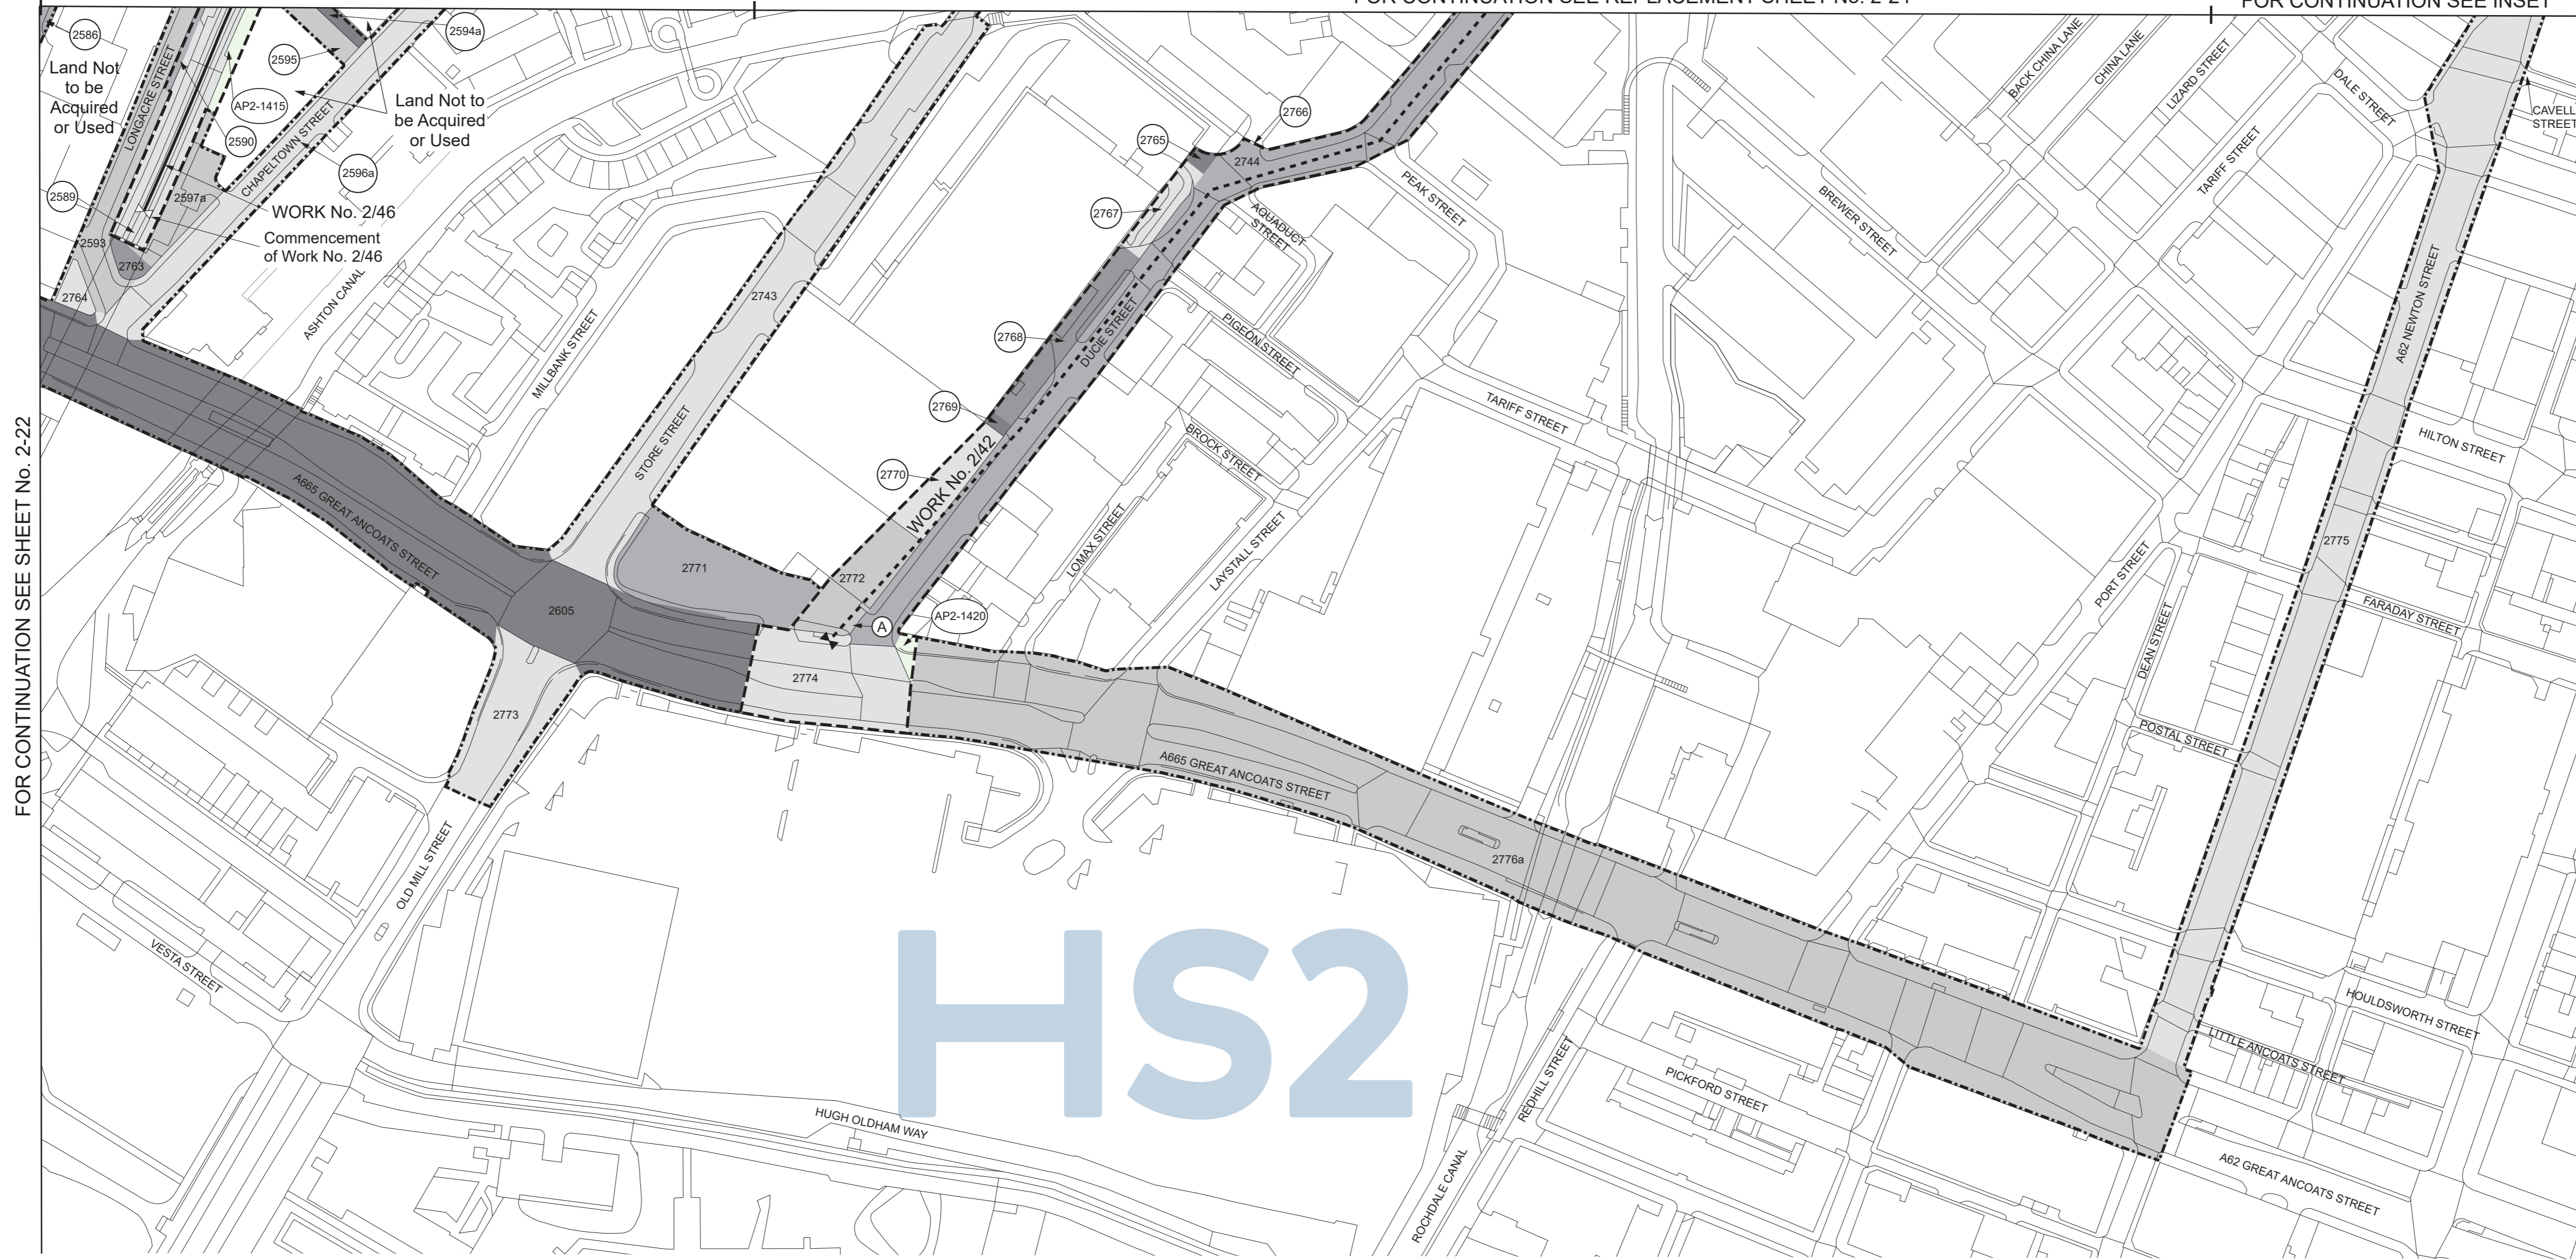 FOR CONTINUATION SEE REPLACEMENT SHEET No. 2-21
FOR CONTINUATION SEE INSET
FOR CONTINUATION SEE SHEET No. 2-22
2586
Land Not
to be
Acquired
or Used
LONGACRE STREET
2595
AP2-1415
2590
2594a
Land Not to
be Acquired
or Used
CHAPELTOWN STREET
2596a
2589
2597a
WORK No. 2/46
Commencement
of Work No. 2/46
2593
2763
2764
ASHTON CANAL
MILLBANK STREET
2743
STORE STREET
2765
2766
2744
2767
2768
2769
2770
DUCIE STREET
WORK No. 2/42
AQUADUCT
STREET
PEAK STREET
PIGEON STREET
BROCK STREET
TARIFF STREET
LOMAX STREET
LAYSTALL STREET
BREWER STREET
BACK CHINA LANE
CHINA LANE
LIZARD STREET
TARIFF STREET
DALE STREET
CAVELL
STREET
A62 NEWTON STREET
HILTON STREET
2775
FARADAY STREET
PORT STREET
DEAN STREET
POSTAL STREET
A665 GREAT ANCOATS STREET
2605
2771
2772
A
AP2-1420
2773
2774
A665 GREAT ANCOATS STREET
2776a
OLD MILL STREET
VESTA STREET
HS2
HUGH OLDHAM WAY
ROCHDALE CANAL
REDHILL STREET
PICKFORD STREET
HOULDSWORTH STREET
LITTLE ANCOATS STREET
A62 GREAT ANCOATS STREET